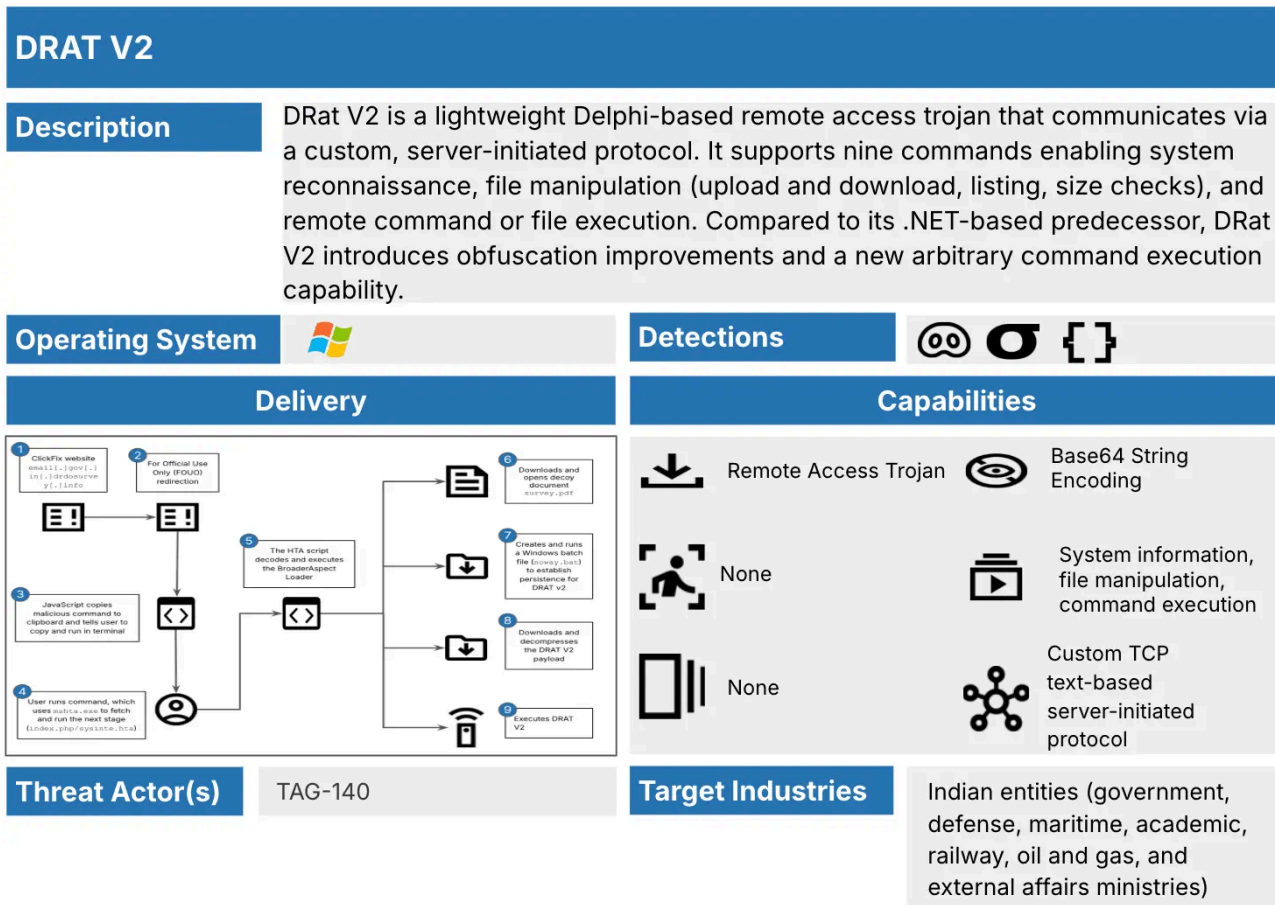 DRAT V2
Description
DRat V2 is a lightweight Delphi-based remote access trojan that communicates via
a custom, server-initiated protocol. It supports nine commands enabling system
reconnaissance, file manipulation (upload and download, listing, size checks), and
remote command or file execution. Compared to its .NET-based predecessor, DRat
V2 introduces obfuscation improvements and a new arbitrary command execution
capability.
Operating System
Detections
Delivery
1
ClickFix website
email[.]gov[.]
in[.]drdosurve
y[.]info
2
For Official Use
Only (FOUO)
redirection
3
JavaScript copies
malicious command to
clipboard and tells user to
copy and run in terminal
4
User runs command, which
uses mshta.exe to fetch
and run the next stage
(index.php/sysinte.hta)
5
The HTA script
decodes and executes
the BroaderAspect
Loader
6
Downloads and
opens decoy
document
survey.pdf
7
Creates and runs
a Windows batch
file (noway.bat)
to establish
persistence for
DRAT v2
8
Downloads and
decompresses
the DRAT V2
payload
9
Executes DRAT
V2
Capabilities
Remote Access Trojan
Base64 String
Encoding
None
System information,
file manipulation,
command execution
None
Custom TCP
text-based
server-initiated
protocol
Threat Actor(s)
TAG-140
Target Industries
Indian entities (government,
defense, maritime, academic,
railway, oil and gas, and
external affairs ministries)